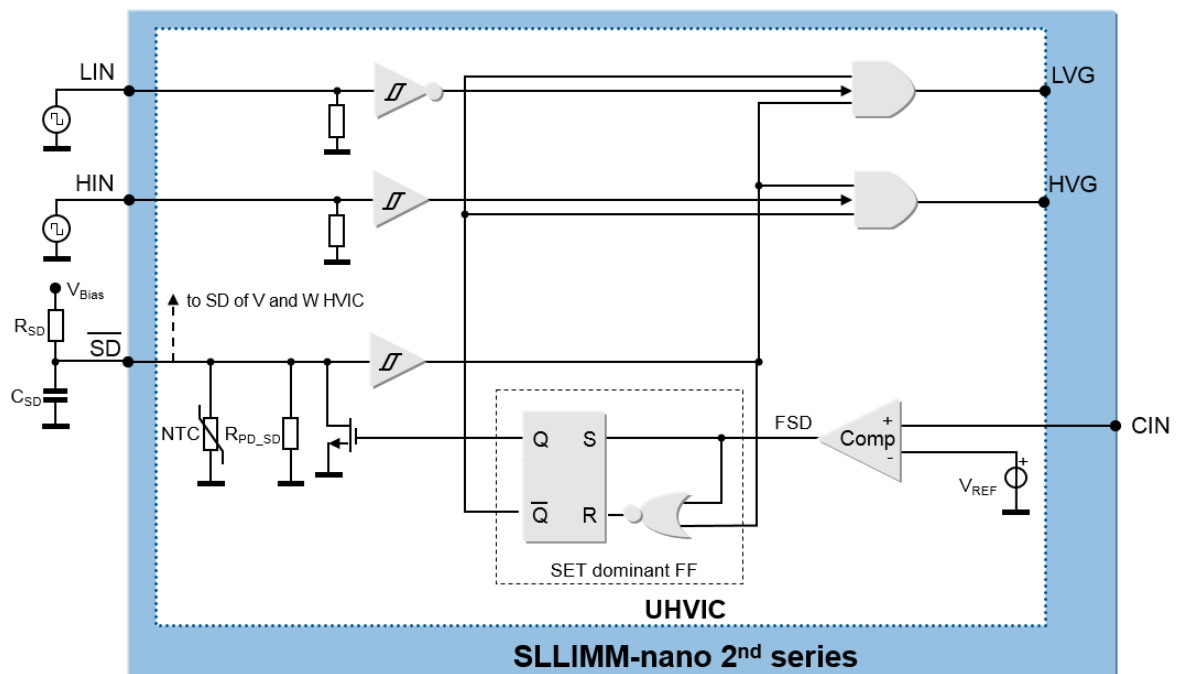 LIN
LVG
HIN
HVG
V_Bias
to SD of V and W HVIC
R_SD
S̅D̅
C_SD
NTC
R_PD_SD
Q
S
FSD
+
Comp
-
CIN
V_REF
+
Q̅
R
SET dominant FF
UHVIC
SLLIMM-nano 2nd series